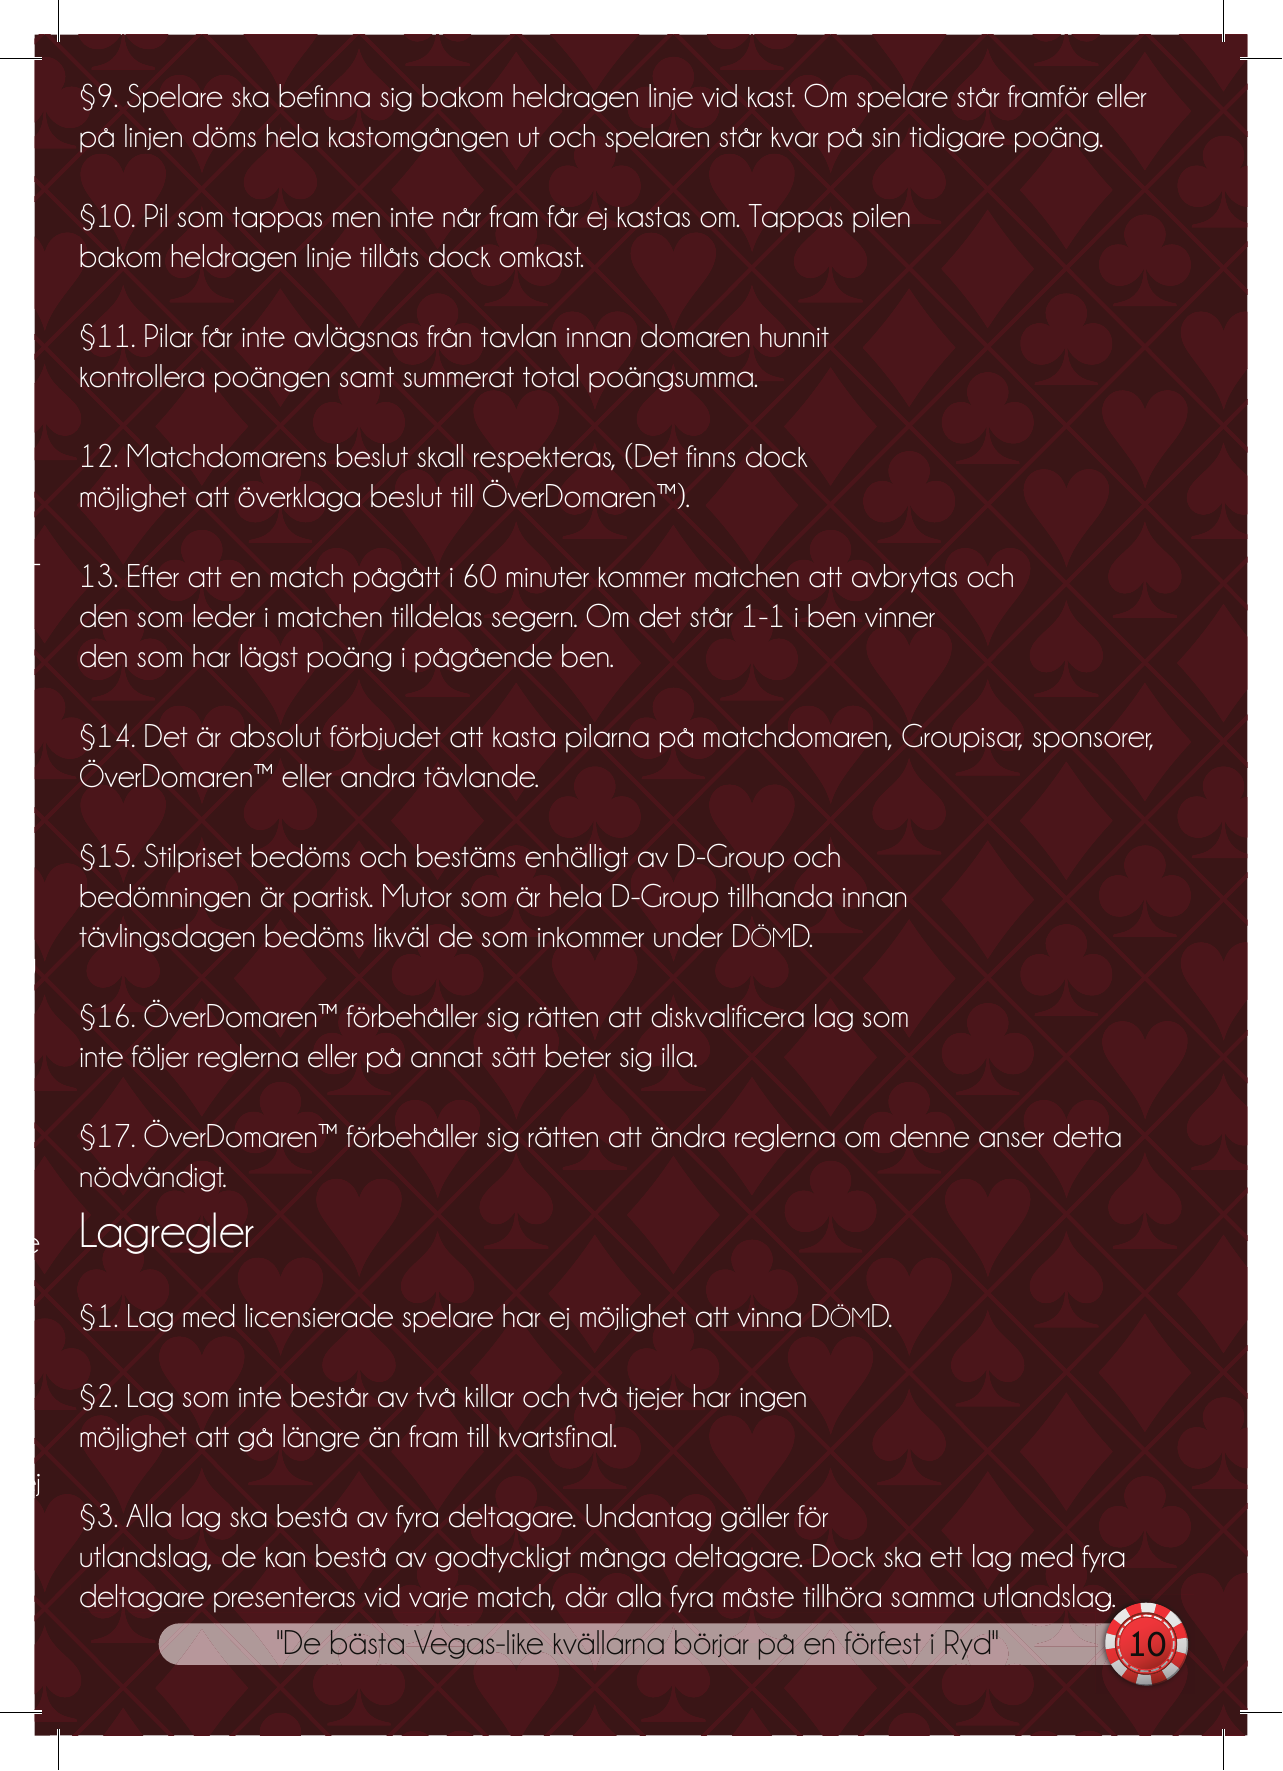 §9. Spelare ska befinna sig bakom heldragen linje vid kast. Om spelare står framför eller
på linjen döms hela kastomgången ut och spelaren står kvar på sin tidigare poäng.
§10. Pil som tappas men inte når fram får ej kastas om. Tappas pilen
bakom heldragen linje tillåts dock omkast.
§11. Pilar får inte avlägsnas från tavlan innan domaren hunnit
kontrollera poängen samt summerat total poängsumma.
12. Matchdomarens beslut skall respekteras, (Det finns dock
möjlighet att överklaga beslut till ÖverDomaren™).
13. Efter att en match pågått i 60 minuter kommer matchen att avbrytas och
den som leder i matchen tilldelas segern. Om det står 1-1 i ben vinner
den som har lägst poäng i pågående ben.
§14. Det är absolut förbjudet att kasta pilarna på matchdomaren, Groupisar, sponsorer,
ÖverDomaren™ eller andra tävlande.
§15. Stilpriset bedöms och bestäms enhälligt av D-Group och
bedömningen är partisk. Mutor som är hela D-Group tillhanda innan
tävlingsdagen bedöms likväl de som inkommer under DÖMD.
§16. ÖverDomaren™ förbehåller sig rätten att diskvalificera lag som
inte följer reglerna eller på annat sätt beter sig illa.
§17. ÖverDomaren™ förbehåller sig rätten att ändra reglerna om denne anser detta
nödvändigt.
Lagregler
§1. Lag med licensierade spelare har ej möjlighet att vinna DÖMD.
§2. Lag som inte består av två killar och två tjejer har ingen
möjlighet att gå längre än fram till kvartsfinal.
§3. Alla lag ska bestå av fyra deltagare. Undantag gäller för
utlandslag, de kan bestå av godtyckligt många deltagare. Dock ska ett lag med fyra
deltagare presenteras vid varje match, där alla fyra måste tillhöra samma utlandslag.
"De bästa Vegas-like kvällarna börjar på en förfest i Ryd"
10